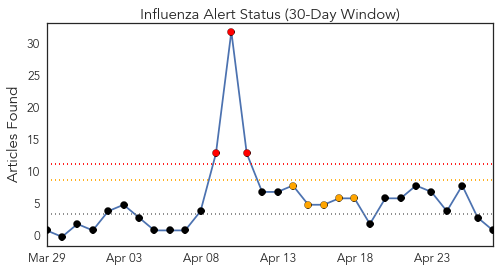 Influenza Alert Status (30-Day Window)
Articles Found
30
25
20
15
10
5
0
Mar 29 Apr 03 Apr 08 Apr 13 Apr 18 Apr 23